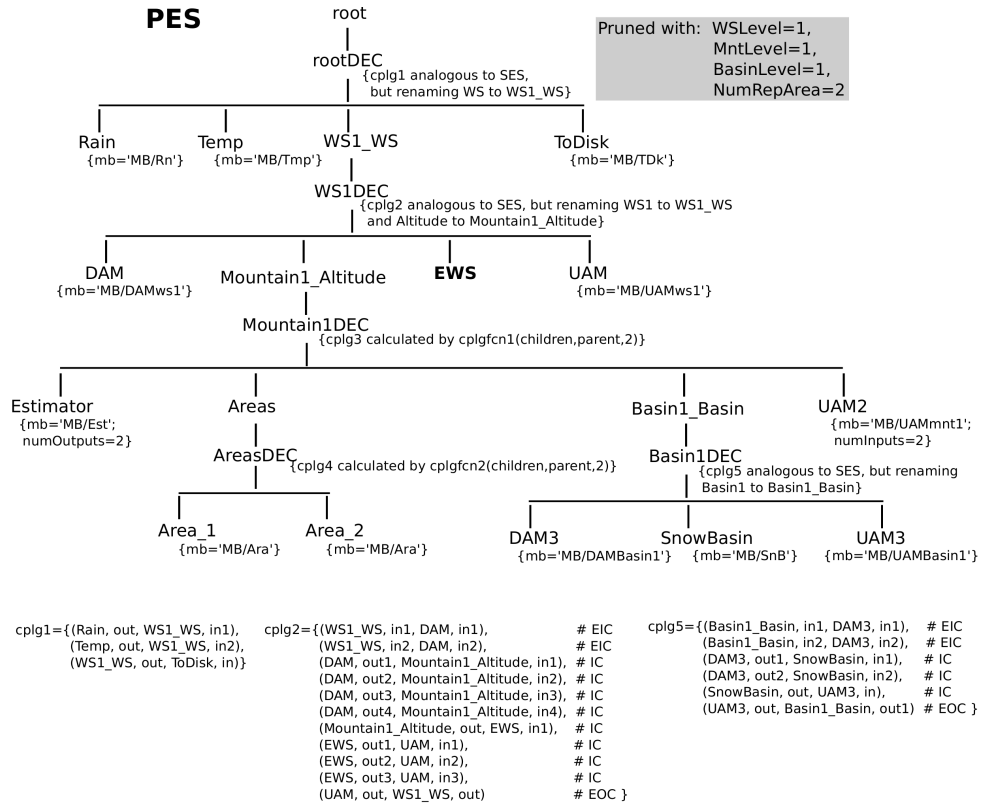 PES
root
rootDEC
{cplg1 analogous to SES,
but renaming WS to WS1_WS}
Pruned with: WSLevel=1,
MntLevel=1,
BasinLevel=1,
NumRepArea=2
Rain
{mb='MB/Rn'}
Temp
{mb='MB/Tmp'}
WS1_WS
ToDisk
{mb='MB/TDk'}
WS1DEC
{cplg2 analogous to SES, but renaming WS1 to WS1_WS
and Altitude to Mountain1_Altitude}
DAM
{mb='MB/DAMws1'}
Mountain1_Altitude
EWS
UAM
{mb='MB/UAMws1'}
Mountain1DEC
{cplg3 calculated by cplgfcn1(children,parent,2)}
Estimator
{mb='MB/Est';
numOutputs=2}
Areas
Basin1_Basin
UAM2
{mb='MB/UAMmnt1';
numInputs=2}
AreasDEC
{cplg4 calculated by cplgfcn2(children,parent,2)}
Basin1DEC
{cplg5 analogous to SES, but renaming
Basin1 to Basin1_Basin}
Area_1
{mb='MB/Ara'}
Area_2
{mb='MB/Ara'}
DAM3
{mb='MB/DAMBasin1'}
SnowBasin
{mb='MB/SnB'}
UAM3
{mb='MB/UAMBasin1'}
cplg1={(Rain, out, WS1_WS, in1),
(Temp, out, WS1_WS, in2),
(WS1_WS, out, ToDisk, in)}
cplg2={(WS1_WS, in1, DAM, in1), # EIC
(WS1_WS, in2, DAM, in2), # EIC
(DAM, out1, Mountain1_Altitude, in1), # IC
(DAM, out2, Mountain1_Altitude, in2), # IC
(DAM, out3, Mountain1_Altitude, in3), # IC
(DAM, out4, Mountain1_Altitude, in4), # IC
(Mountain1_Altitude, out, EWS, in1), # IC
(EWS, out1, UAM, in1), # IC
(EWS, out2, UAM, in2), # IC
(EWS, out3, UAM, in3), # IC
(UAM, out, WS1_WS, out) # EOC }
cplg5={(Basin1_Basin, in1, DAM3, in1), # EIC
(Basin1_Basin, in2, DAM3, in2), # EIC
(DAM3, out1, SnowBasin, in1), # IC
(DAM3, out2, SnowBasin, in2), # IC
(SnowBasin, out, UAM3, in), # IC
(UAM3, out, Basin1_Basin, out1) # EOC }